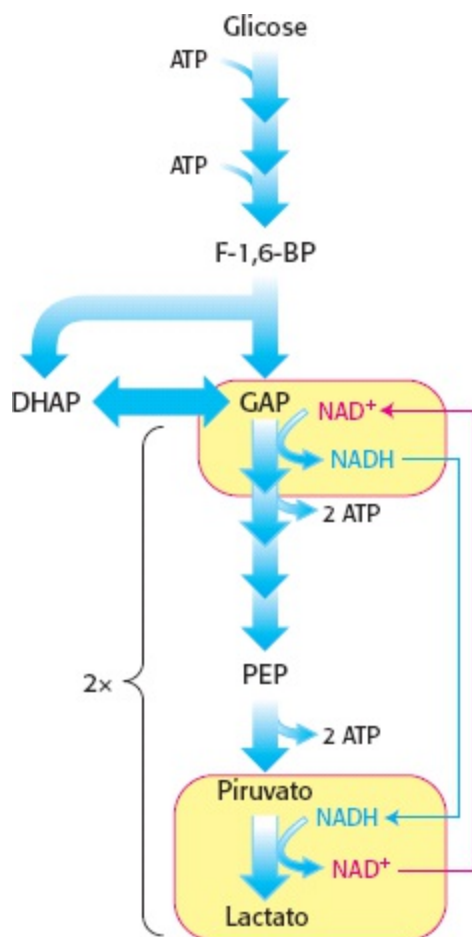 Glicose
ATP
ATP
F-1,6-BP
DHAP
GAP
NAD⁺
NADH
2 ATP
PEP
2×
2 ATP
Piruvato
NADH
NAD⁺
Lactato